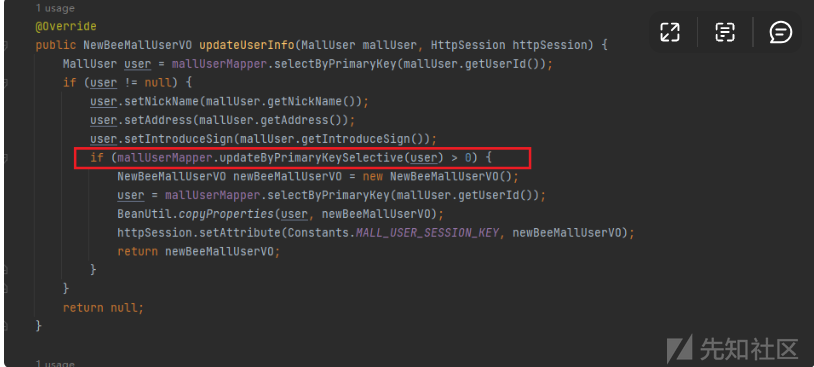 1 usage
@Override
public NewBeeMallUserVO updateUserInfo(MallUser mallUser, HttpSession httpSession) {
MallUser user = mallUserMapper.selectByPrimaryKey(mallUser.getUserId());
if (user != null) {
user.setNickName(mallUser.getNickName());
user.setAddress(mallUser.getAddress());
user.setIntroduceSign(mallUser.getIntroduceSign());
if (mallUserMapper.updateByPrimaryKeySelective(user) > 0) {
NewBeeMallUserVO newBeeMallUserVO = new NewBeeMallUserVO();
user = mallUserMapper.selectByPrimaryKey(mallUser.getUserId());
BeanUtil.copyProperties(user, newBeeMallUserVO);
httpSession.setAttribute(Constants.MALL_USER_SESSION_KEY, newBeeMallUserVO);
return newBeeMallUserVO;
}
}
return null;
}
1 usage
先知社区